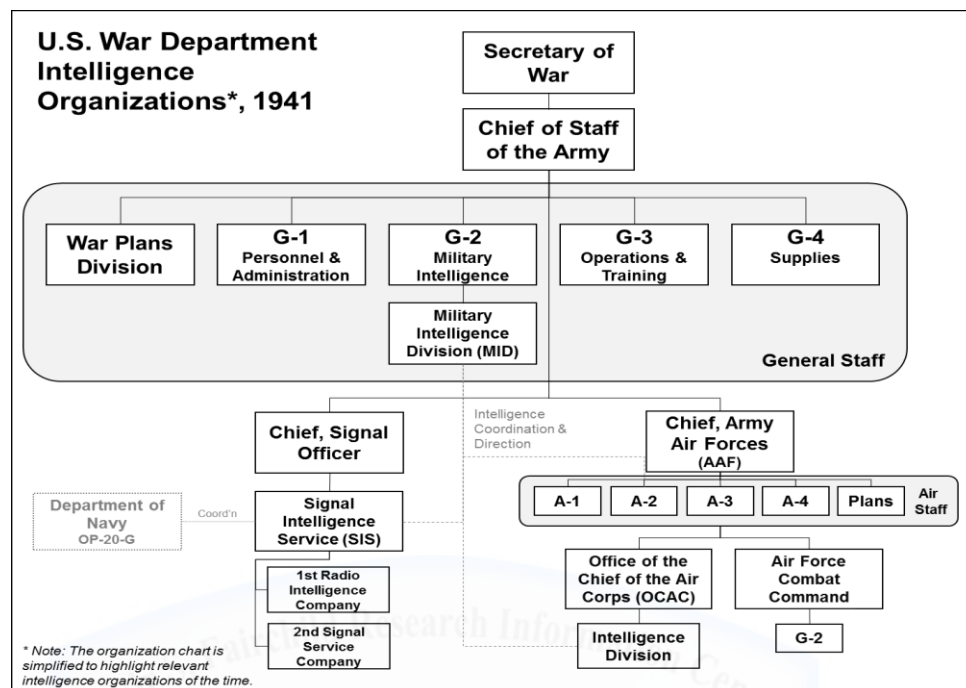 U.S. War Department
Intelligence
Organizations*, 1941
Secretary of
War
Chief of Staff
of the Army
War Plans
Division
G-1
Personnel &
Administration
G-2
Military
Intelligence
G-3
Operations &
Training
G-4
Supplies
Military
Intelligence
Division (MID)
General Staff
Chief, Signal
Officer
Intelligence
Coordination &
Direction
Chief, Army
Air Forces
(AAF)
A-1
A-2
A-3
A-4
Plans
Air
Staff
Department of
Navy
OP-20-G
Coord'n
Signal
Intelligence
Service (SIS)
Office of the
Chief of the Air
Corps (OCAC)
Air Force
Combat
Command
1st Radio
Intelligence
Company
2nd Signal
Service
Company
Intelligence
Division
G-2
Fairchild Research Information Cen
* Note: The organization chart is
simplified to highlight relevant
intelligence organizations of the time.